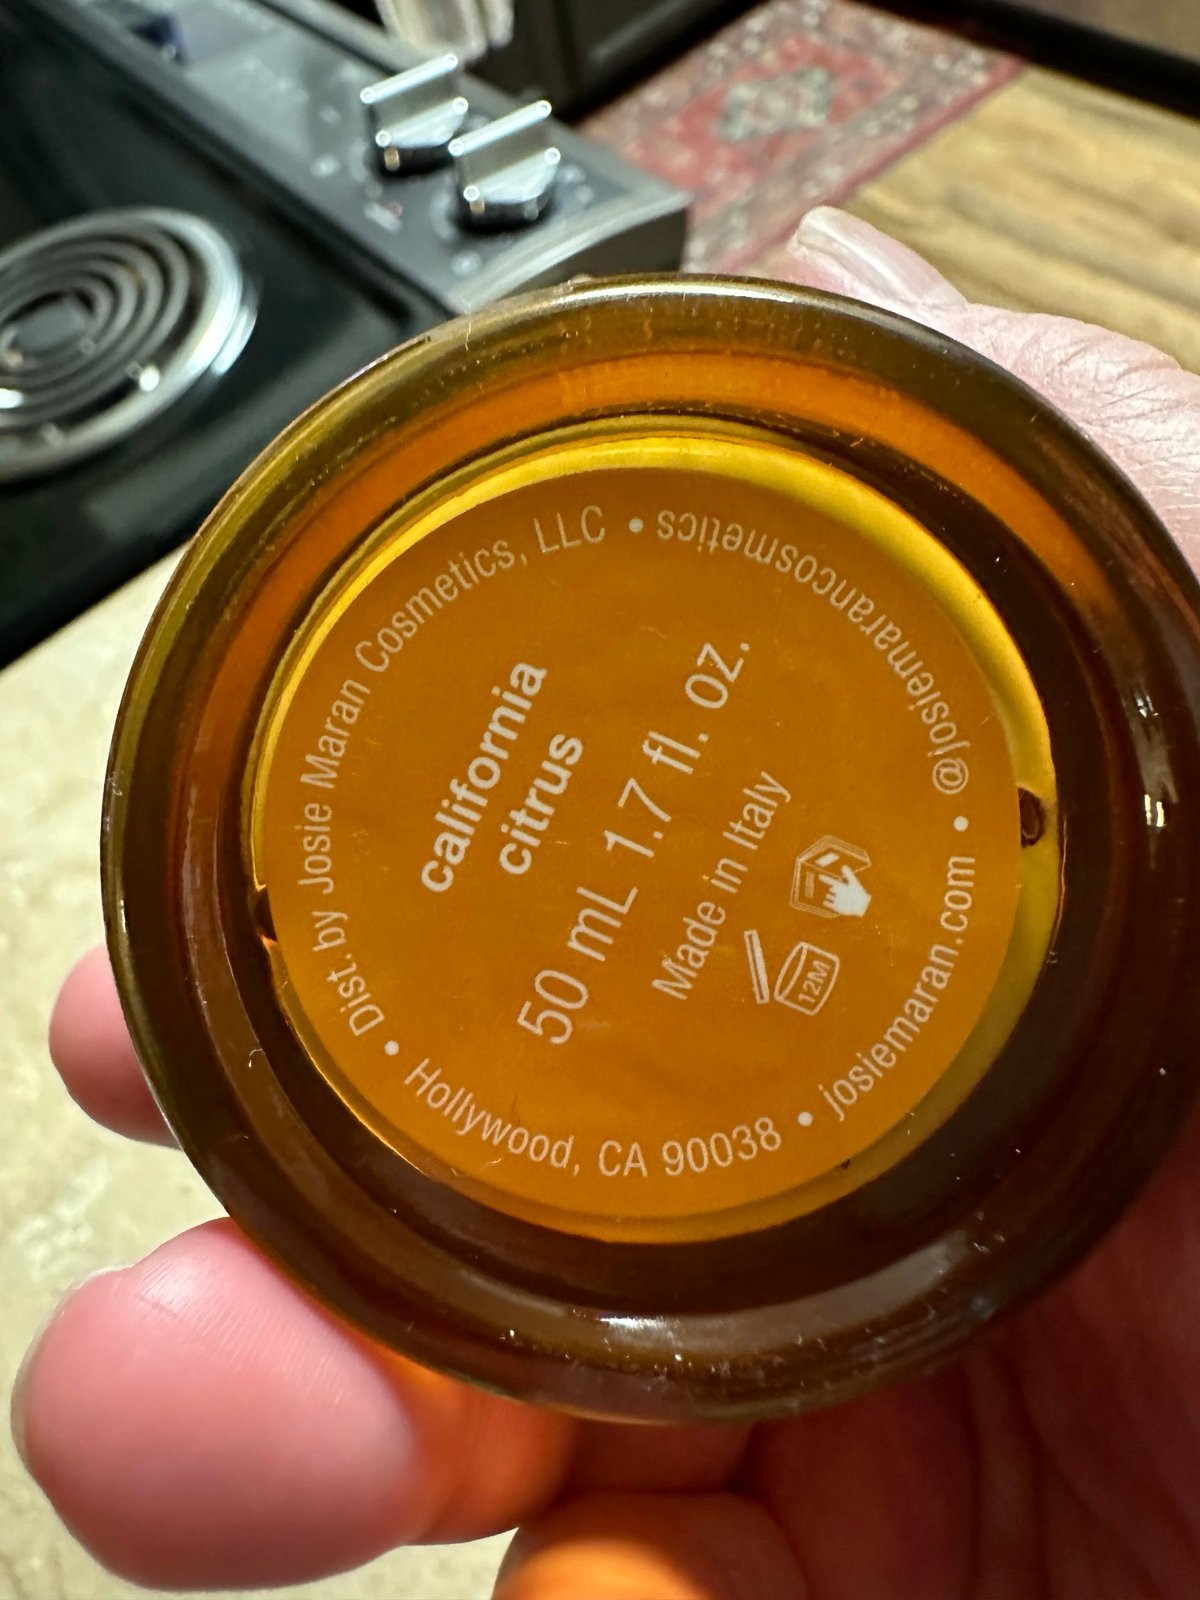 california
citrus
50 mL 1.7 fl. oz.
Made in Italy
12M
Dist. by Josie Maran Cosmetics, LLC • @josiemarancosmetics • josiemaran.com • Hollywood, CA 90038 •